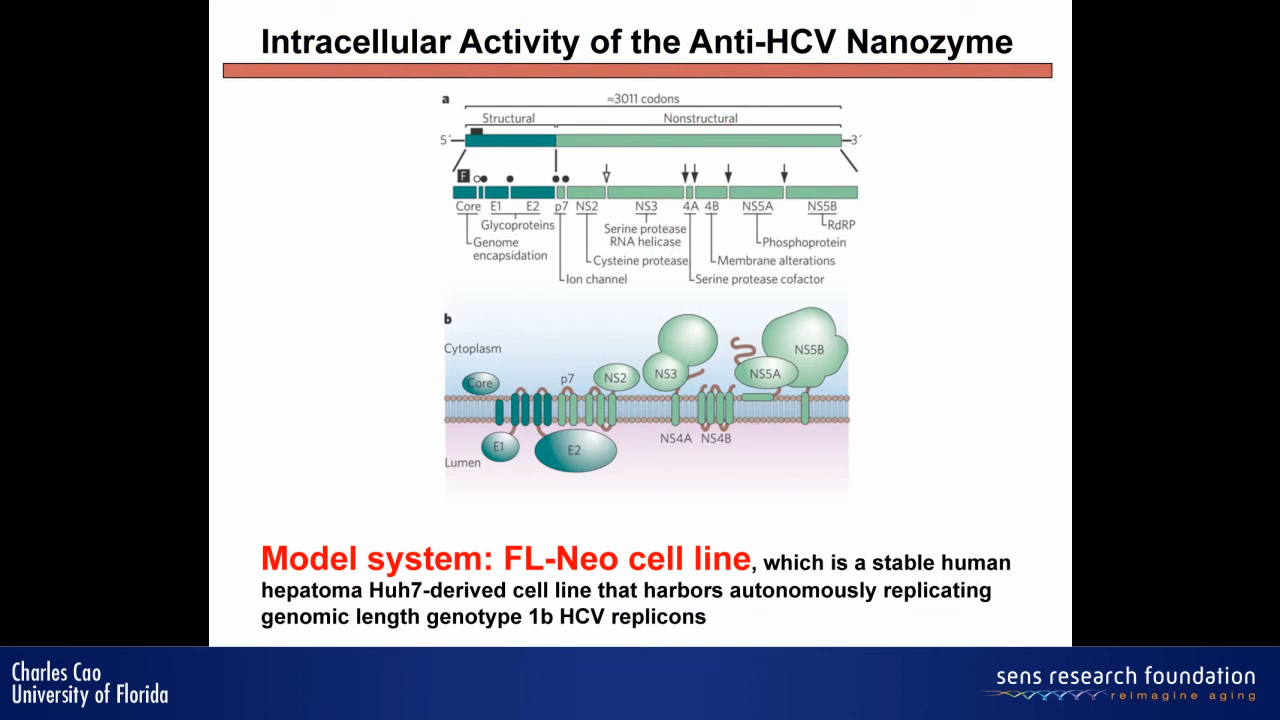 Intracellular Activity of the Anti-HCV Nanozyme
a
≈3011 codons
Structural Nonstructural
5´ 3´
F
Core E1 E2 p7 NS2 NS3 4A 4B NS5A NS5B
Glycoproteins
Serine protease
RNA helicase
RdRP
Genome
encapsidation
Phosphoprotein
Cysteine protease
Membrane alterations
Ion channel
Serine protease cofactor
b
Cytoplasm
Core
p7
NS2
NS3
NS5A
NS5B
E1
E2
NS4A NS4B
Lumen
Model system: FL-Neo cell line, which is a stable human
hepatoma Huh7-derived cell line that harbors autonomously replicating
genomic length genotype 1b HCV replicons
Charles Cao
University of Florida
sens research foundation
reimagine aging